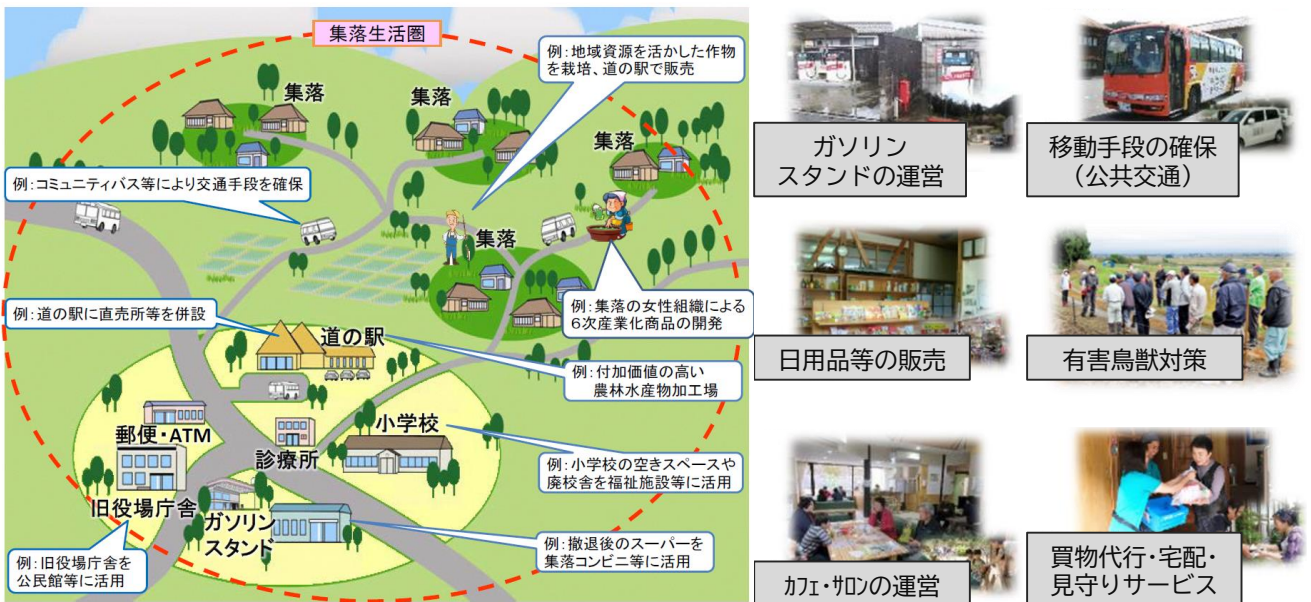 集落生活圏
例:地域資源を活かした作物
を栽培、道の駅で販売
集落
集落
集落
例:コミュニティバス等により交通手段を確保
集落
例:集落の女性組織による
6次産業化商品の開発
例:道の駅に直売所等を併設
道の駅
例:付加価値の高い
農林水産物加工場
小学校
郵便・ATM
診療所
例:小学校の空きスペースや
廃校舎を福祉施設等に活用
旧役場庁舎
ガソリン
スタンド
例:旧役場庁舎を
公民館等に活用
例:撤退後のスーパーを
集落コンビニ等に活用
ガソリン
スタンドの運営
移動手段の確保
(公共交通)
日用品等の販売
有害鳥獣対策
ｶﾌｪ・ｻﾛﾝの運営
買物代行・宅配・
見守りサービス